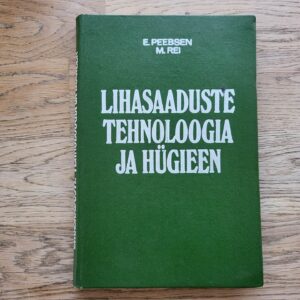 E. PEEBSEN
M. REI
LIHASAADUSTE
TEHNOLOOGIA
JA HÜGIEEN